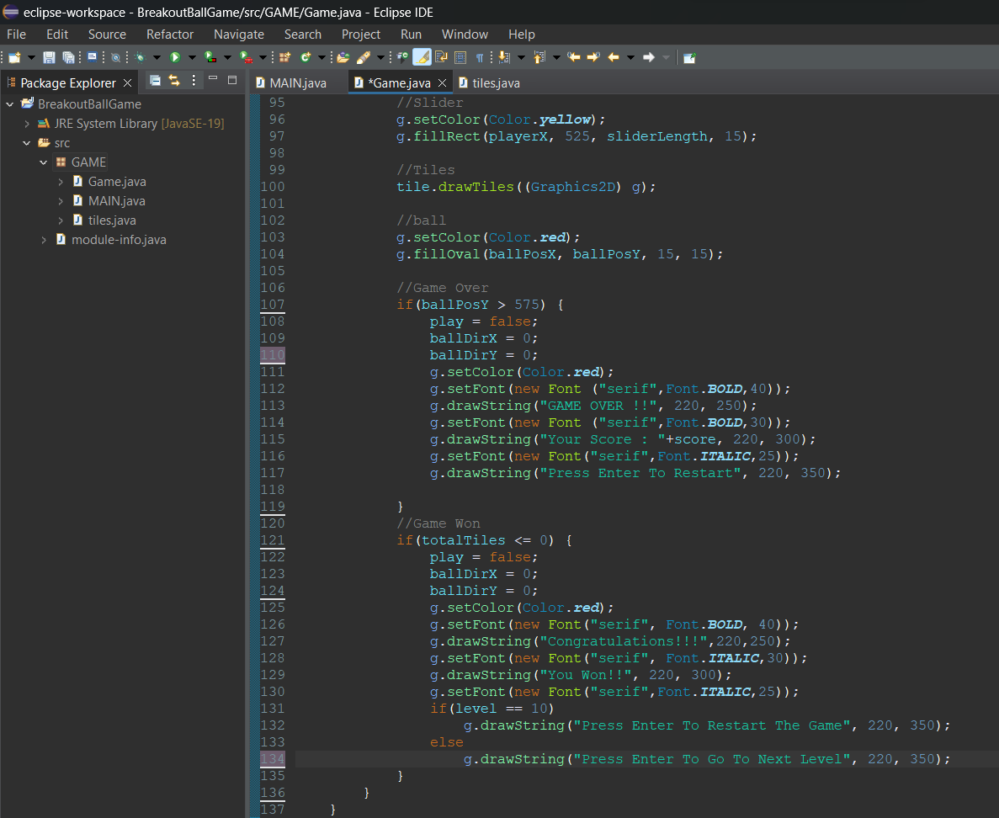 eclipse-workspace - BreakoutBallGame/src/GAME/Game.java - Eclipse IDE
File Edit Source Refactor Navigate Search Project Run Window Help
Package Explorer
MAIN.java *Game.java tiles.java
BreakoutBallGame
JRE System Library [JavaSE-19]
src
GAME
Game.java
MAIN.java
tiles.java
module-info.java
95 //Slider
96 g.setColor(Color.yellow);
97 g.fillRect(playerX, 525, sliderLength, 15);
98
99 //Tiles
100 tile.drawTiles((Graphics2D) g);
101
102 //ball
103 g.setColor(Color.red);
104 g.fillOval(ballPosX, ballPosY, 15, 15);
105
106 //Game Over
107 if(ballPosY > 575) {
108 play = false;
109 ballDirX = 0;
110 ballDirY = 0;
111 g.setColor(Color.red);
112 g.setFont(new Font ("serif",Font.BOLD,40));
113 g.drawString("GAME OVER !!", 220, 250);
114 g.setFont(new Font ("serif",Font.BOLD,30));
115 g.drawString("Your Score : "+score, 220, 300);
116 g.setFont(new Font("serif",Font.ITALIC,25));
117 g.drawString("Press Enter To Restart", 220, 350);
118
119 }
120 //Game Won
121 if(totalTiles <= 0) {
122 play = false;
123 ballDirX = 0;
124 ballDirY = 0;
125 g.setColor(Color.red);
126 g.setFont(new Font("serif", Font.BOLD, 40));
127 g.drawString("Congratulations!!!",220,250);
128 g.setFont(new Font("serif", Font.ITALIC,30));
129 g.drawString("You Won!!", 220, 300);
130 g.setFont(new Font("serif",Font.ITALIC,25));
131 if(level == 10)
132 g.drawString("Press Enter To Restart The Game", 220, 350);
133 else
134 g.drawString("Press Enter To Go To Next Level", 220, 350);
135 }
136 }
137 }